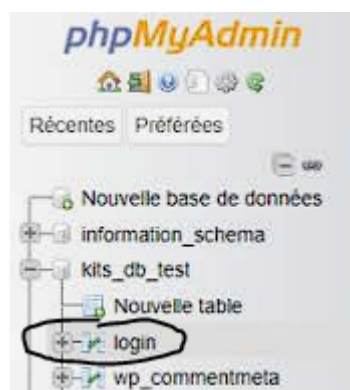 phpMyAdmin
Récentes Préférées
Nouvelle base de données
information_schema
kits_db_test
Nouvelle table
login
wp_commentmeta